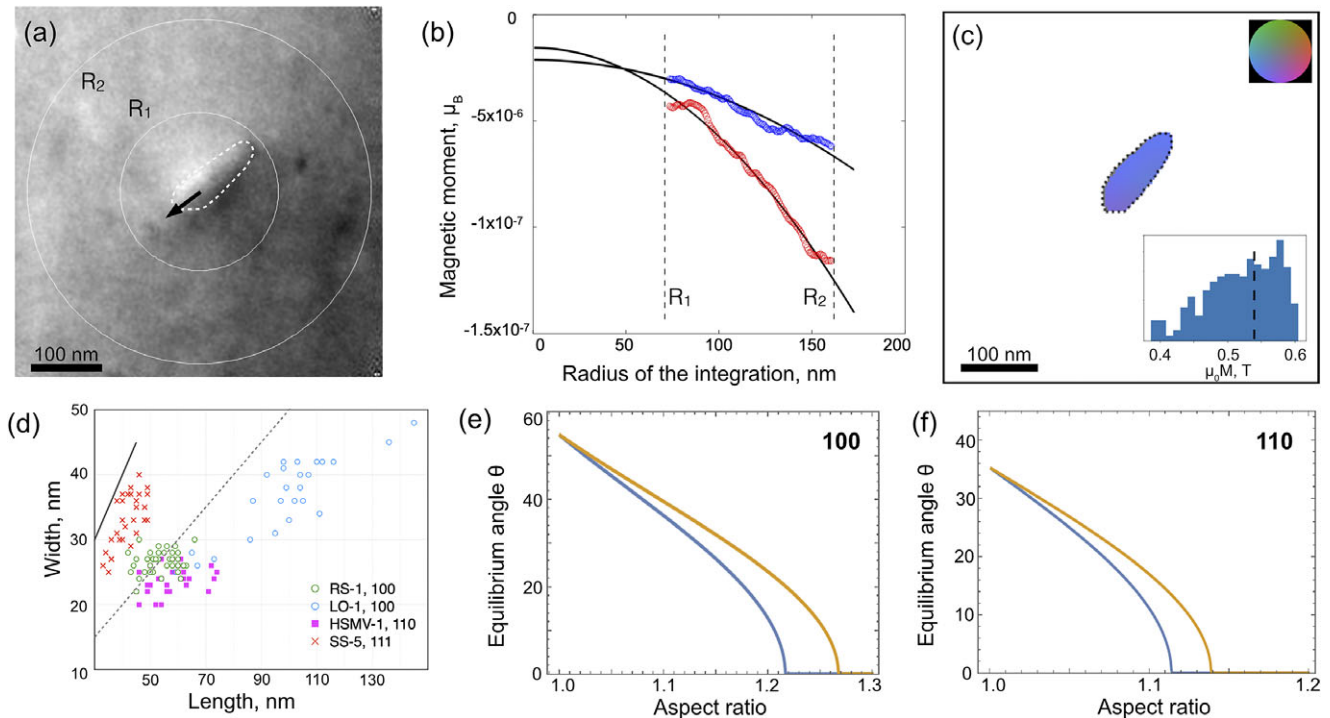 (a)
R₂
R₁
100 nm
(b)
Magnetic moment, μB
0
-5x10⁻⁶
-1x10⁻⁷
-1.5x10⁻⁷
R₁
R₂
0
50
100
150
200
Radius of the integration, nm
(c)
100 nm
0.4
0.5
0.6
μ₀M, T
(d)
Width, nm
50
40
30
20
10
50
70
90
110
130
Length, nm
RS-1, 100
LO-1, 100
HSMV-1, 110
SS-5, 111
(e)
100
Equilibrium angle θ
60
40
20
0
1.0
1.1
1.2
1.3
Aspect ratio
(f)
110
Equilibrium angle θ
40
30
20
10
0
1.0
1.1
1.2
Aspect ratio